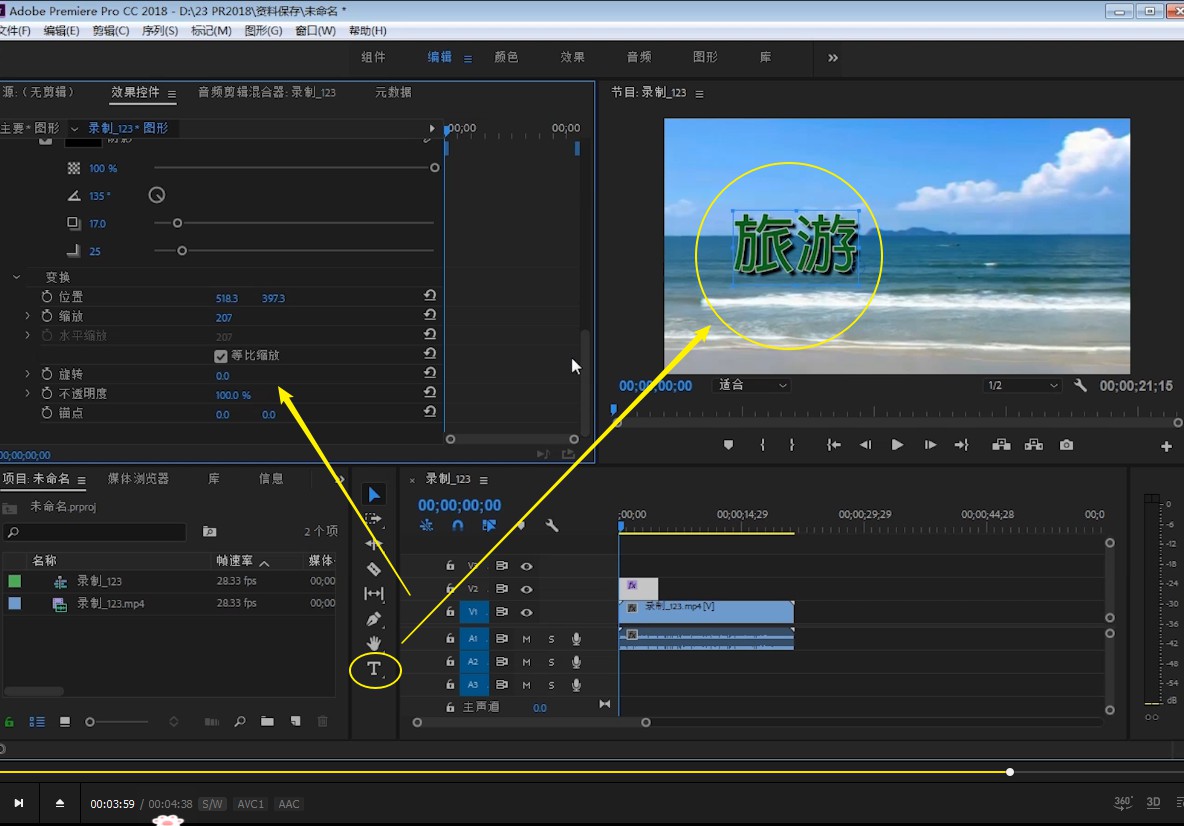 Adobe Premiere Pro CC 2018 - D:\23 PR2018\资料保存\未命名 *
文件(F) 编辑(E) 剪辑(C) 序列(S) 标记(M) 图形(G) 窗口(W) 帮助(H)
组件 编辑 颜色 效果 音频 图形 库
源:（无剪辑） 效果控件 音频剪辑混合器: 录制_123 元数据
节目: 录制_123
主要 * 图形 录制_123 * 图形
00;00 00;00
阴影
100 %
135 °
17.0
25
变换
位置 518.3 397.3
缩放 207
水平缩放 207
等比缩放
旋转 0.0
不透明度 100.0 %
锚点 0.0 0.0
00;00;00;00
旅游
00;00;00;00 适合 1/2 00;00;21;15
项目: 未命名 媒体浏览器 库 信息
未命名.prproj
2 个项
名称 帧速率 媒体
录制_123 28.33 fps 00;00
录制_123.mp4 28.33 fps 00;00
T
录制_123
00;00;00;00
;00;00 00;00;14;29 00;00;29;29 00;00;44;28 00;0
V3
V2 fx
V1 fx 录制_123.mp4 [V]
A1 M S fx
A2 M S
A3 M S
主声道 0.0
0
-6
-12
-18
-24
-30
-36
-42
-48
-54
dB
00:03:59 / 00:04:38 S/W AVC1 AAC
360° 3D